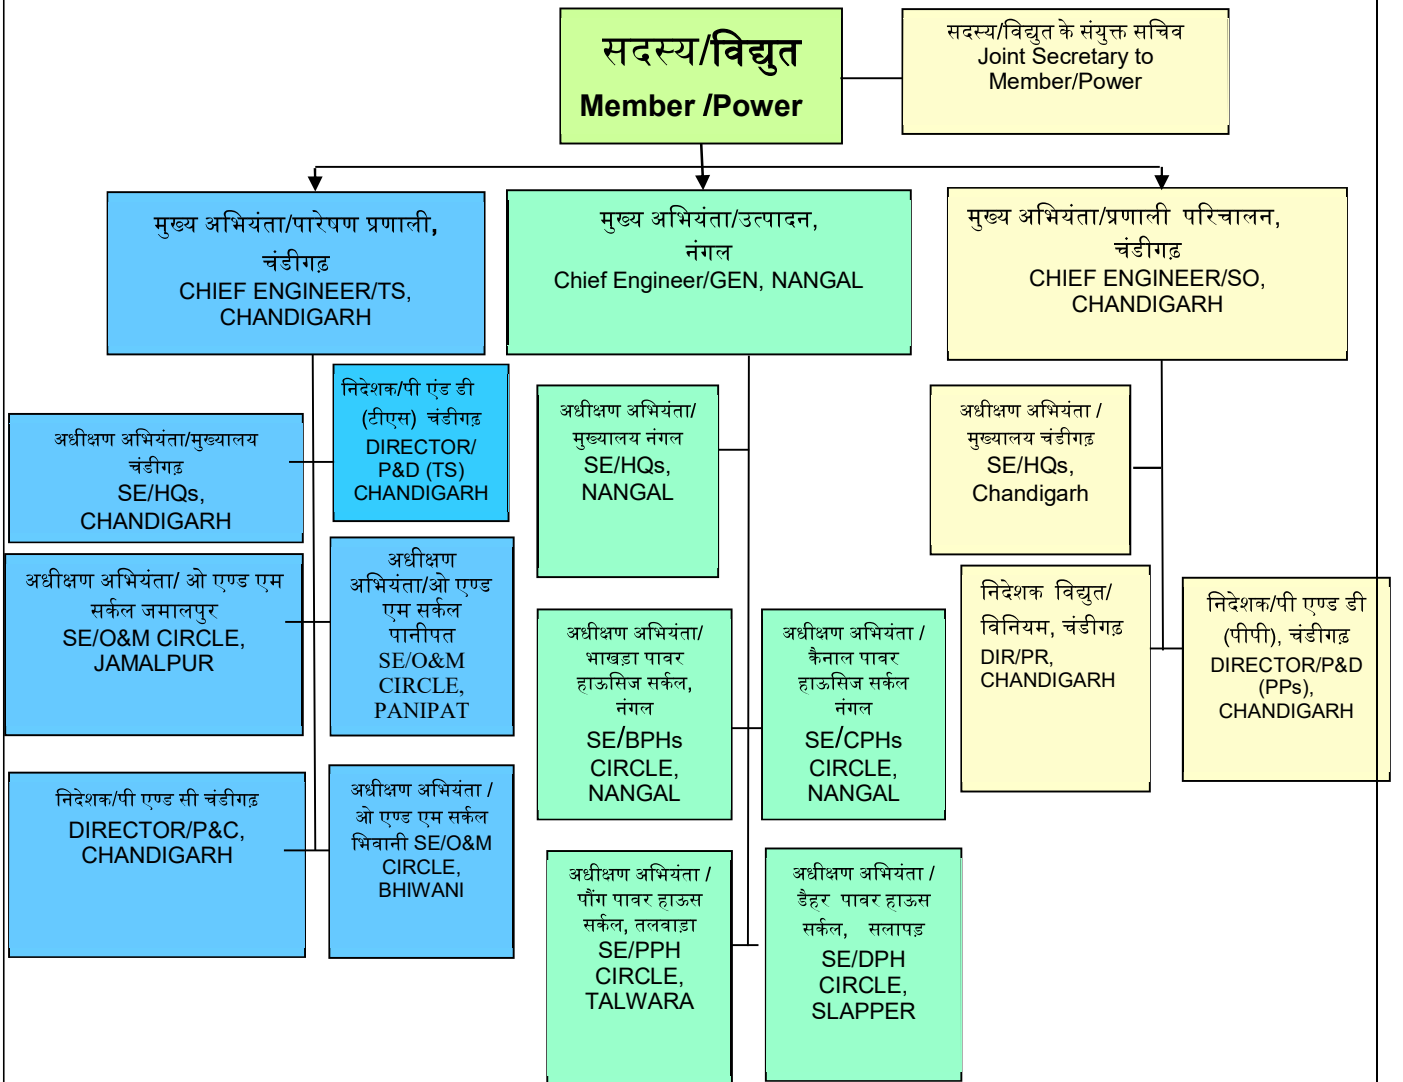 सदस्य/विद्युत
Member /Power
सदस्य/विद्युत के संयुक्त सचिव
Joint Secretary to
Member/Power
मुख्य अभियंता/पारेषण प्रणाली,
चंडीगढ़
CHIEF ENGINEER/TS,
CHANDIGARH
मुख्य अभियंता/उत्पादन,
नंगल
Chief Engineer/GEN, NANGAL
मुख्य अभियंता/प्रणाली परिचालन,
चंडीगढ़
CHIEF ENGINEER/SO,
CHANDIGARH
अधीक्षण अभियंता/मुख्यालय
चंडीगढ़
SE/HQs,
CHANDIGARH
निदेशक/पी एंड डी
(टीएस) चंडीगढ़
DIRECTOR/
P&D (TS)
CHANDIGARH
अधीक्षण अभियंता/ ओ एण्ड एम
सर्कल जमालपुर
SE/O&M CIRCLE,
JAMALPUR
अधीक्षण
अभियंता/ओ एण्ड
एम सर्कल
पानीपत
SE/O&M
CIRCLE,
PANIPAT
निदेशक/पी एण्ड सी चंडीगढ़
DIRECTOR/P&C,
CHANDIGARH
अधीक्षण अभियंता /
ओ एण्ड एम सर्कल
भिवानी SE/O&M
CIRCLE,
BHIWANI
अधीक्षण अभियंता/
मुख्यालय नंगल
SE/HQs,
NANGAL
अधीक्षण अभियंता/
भाखड़ा पावर
हाऊसिज सर्कल,
नंगल
SE/BPHs
CIRCLE,
NANGAL
अधीक्षण अभियंता /
कैनाल पावर
हाऊसिज सर्कल
नंगल
SE/CPHs
CIRCLE,
NANGAL
अधीक्षण अभियंता /
पौंग पावर हाऊस
सर्कल, तलवाड़ा
SE/PPH
CIRCLE,
TALWARA
अधीक्षण अभियंता /
डैहर पावर हाऊस
सर्कल, सलापड़
SE/DPH
CIRCLE,
SLAPPER
अधीक्षण अभियंता /
मुख्यालय चंडीगढ़
SE/HQs,
Chandigarh
निदेशक विद्युत/
विनियम, चंडीगढ़
DIR/PR,
CHANDIGARH
निदेशक/पी एण्ड डी
(पीपी), चंडीगढ़
DIRECTOR/P&D
(PPs),
CHANDIGARH